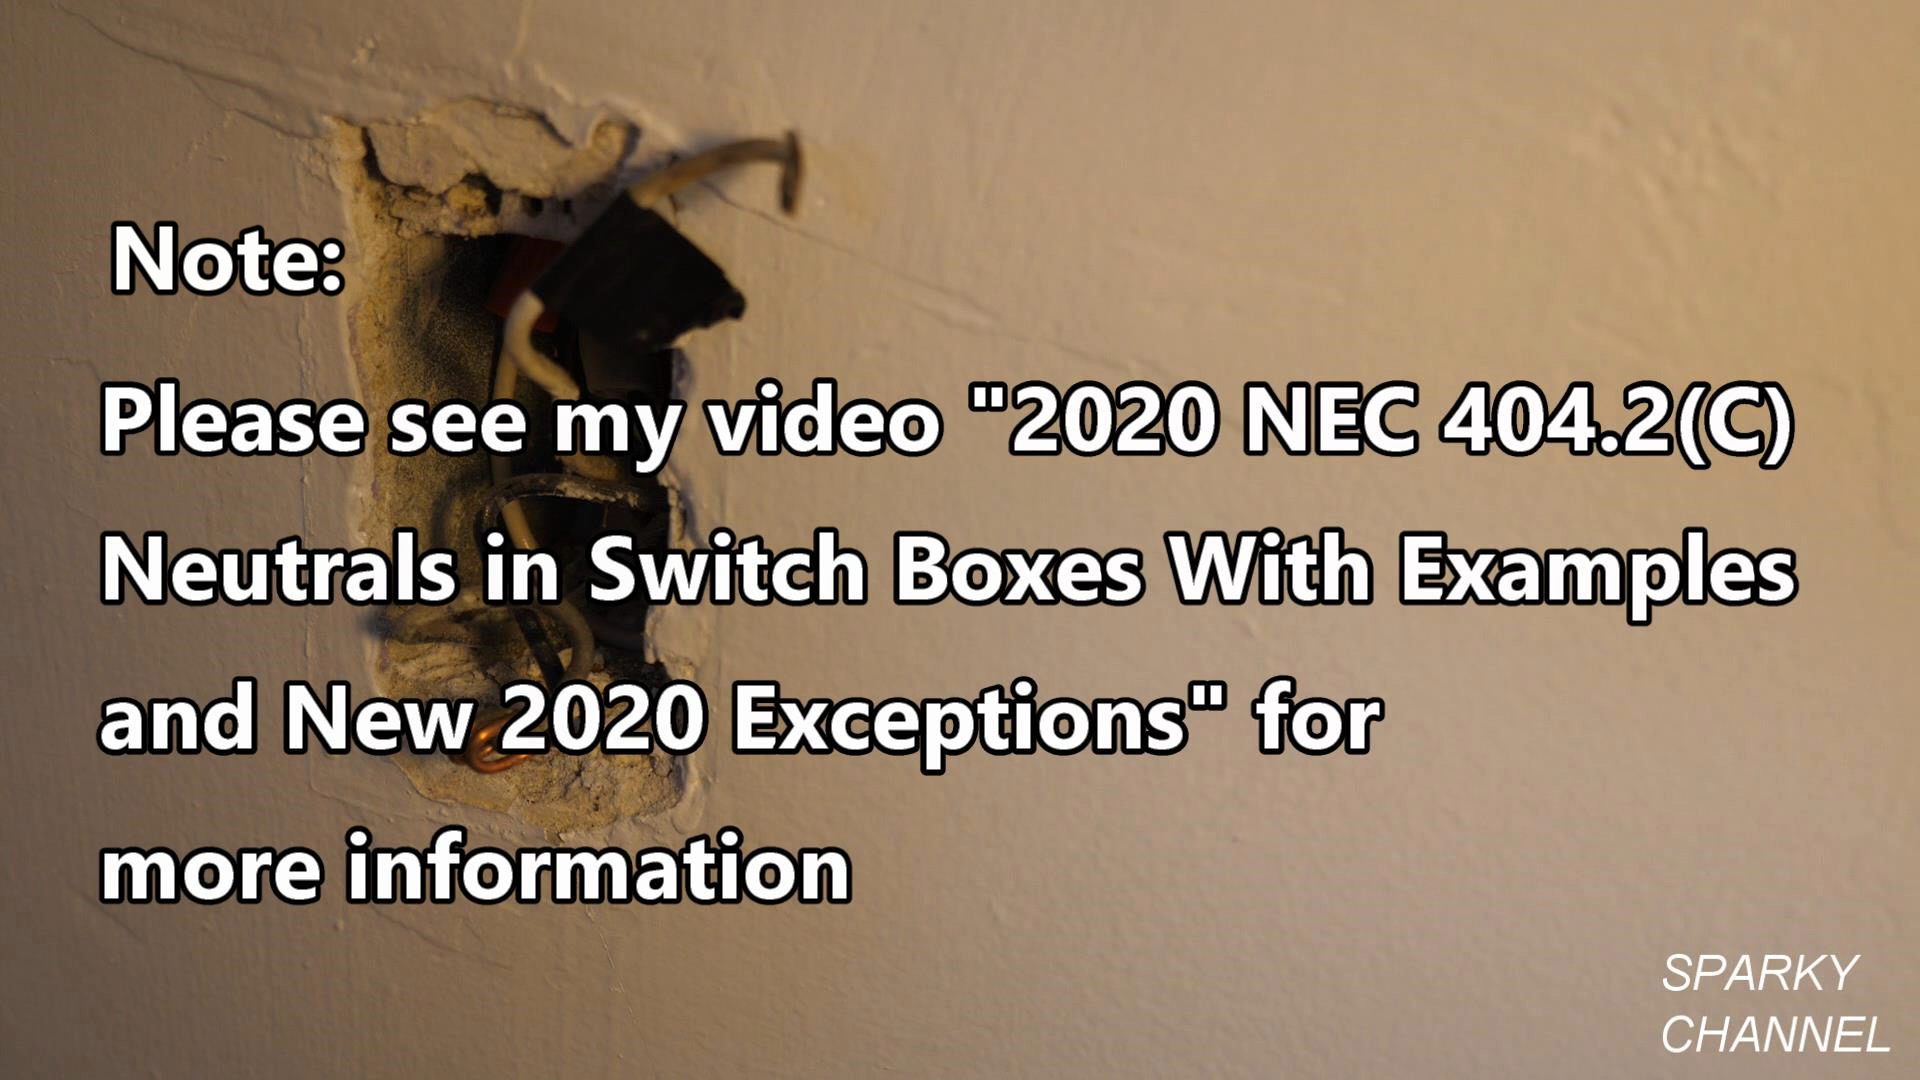 Note:
Please see my video "2020 NEC 404.2(C)
Neutrals in Switch Boxes With Examples
and New 2020 Exceptions" for
more information
SPARKY
CHANNEL